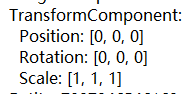 TransformComponent:
Position: [0, 0, 0]
Rotation: [0, 0, 0]
Scale: [1, 1, 1]